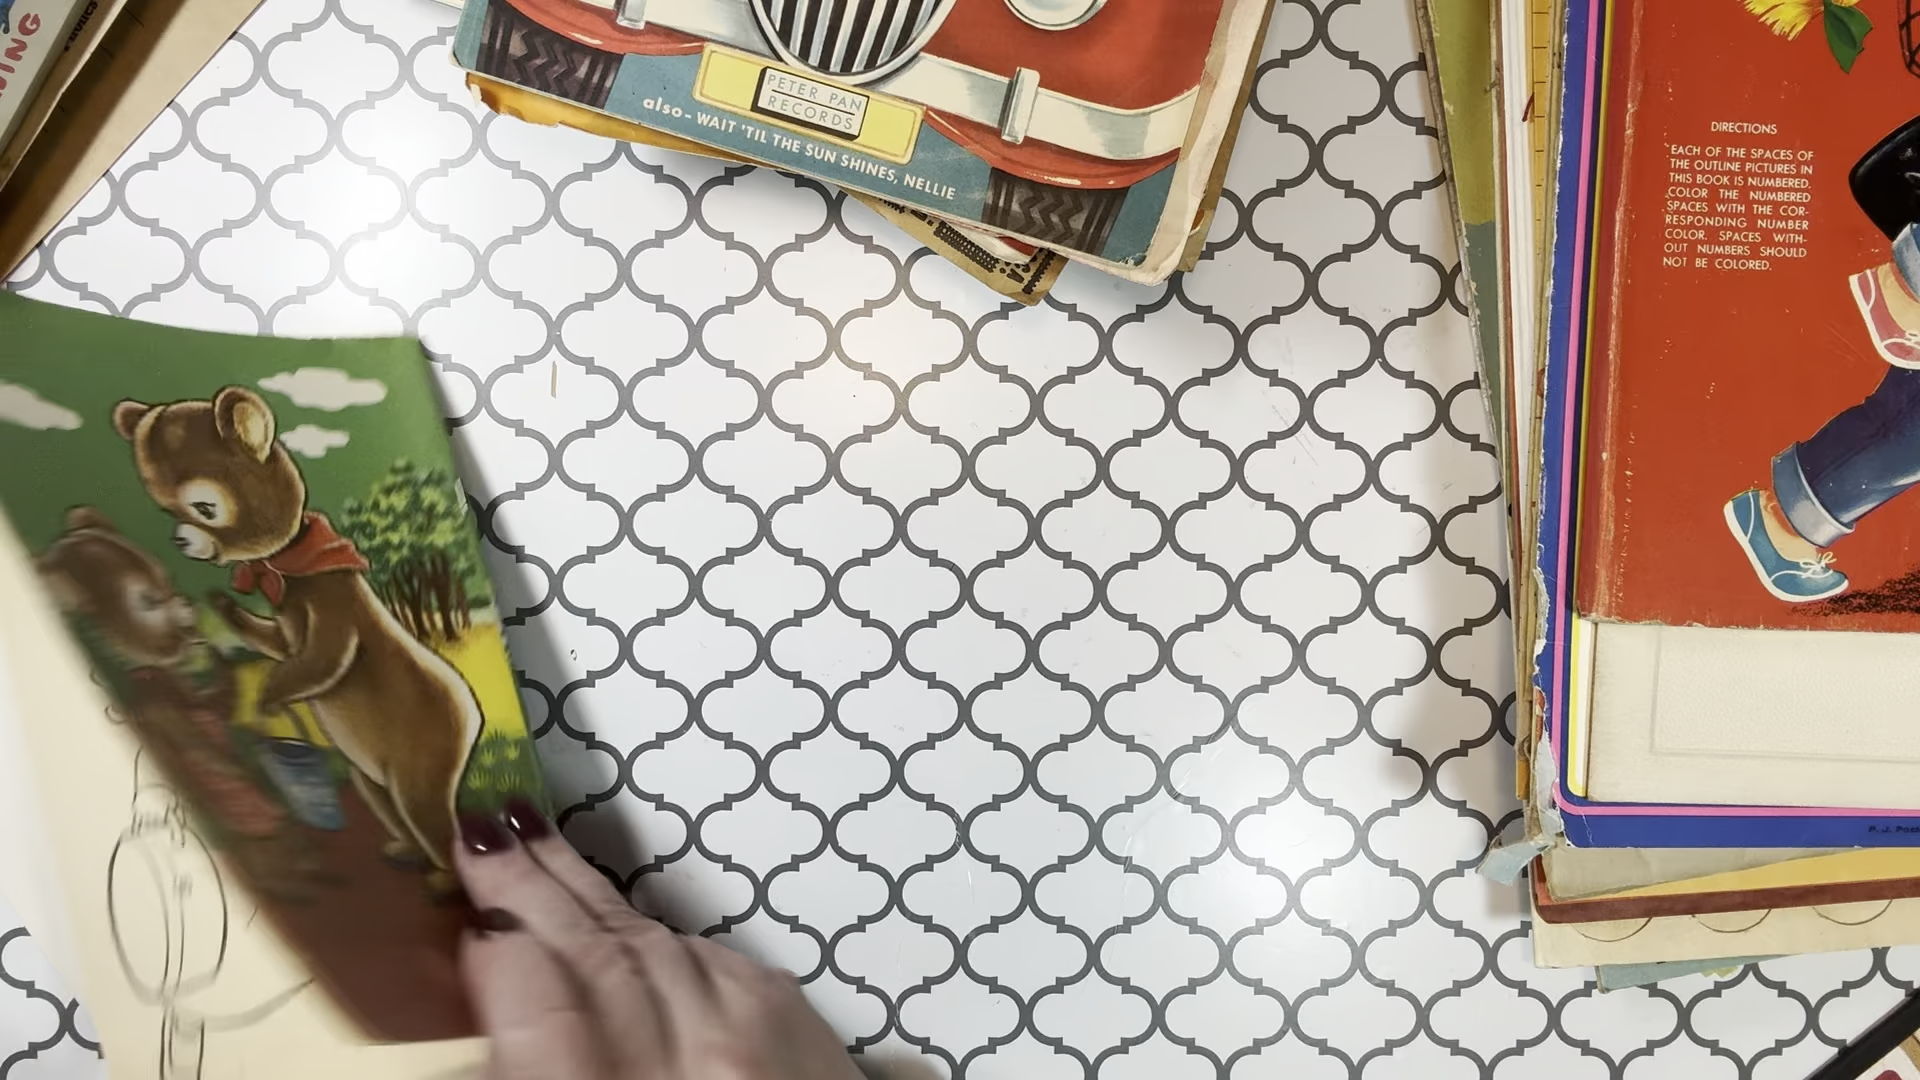 WING
PETER PAN
RECORDS
also - WAIT 'TIL THE SUN SHINES, NELLIE
DIRECTIONS
EACH OF THE SPACES OF
THE OUTLINE PICTURES IN
THIS BOOK IS NUMBERED.
COLOR THE NUMBERED
SPACES WITH THE COR-
RESPONDING NUMBER
COLOR. SPACES WITH-
OUT NUMBERS SHOULD
NOT BE COLORED.
P. J.